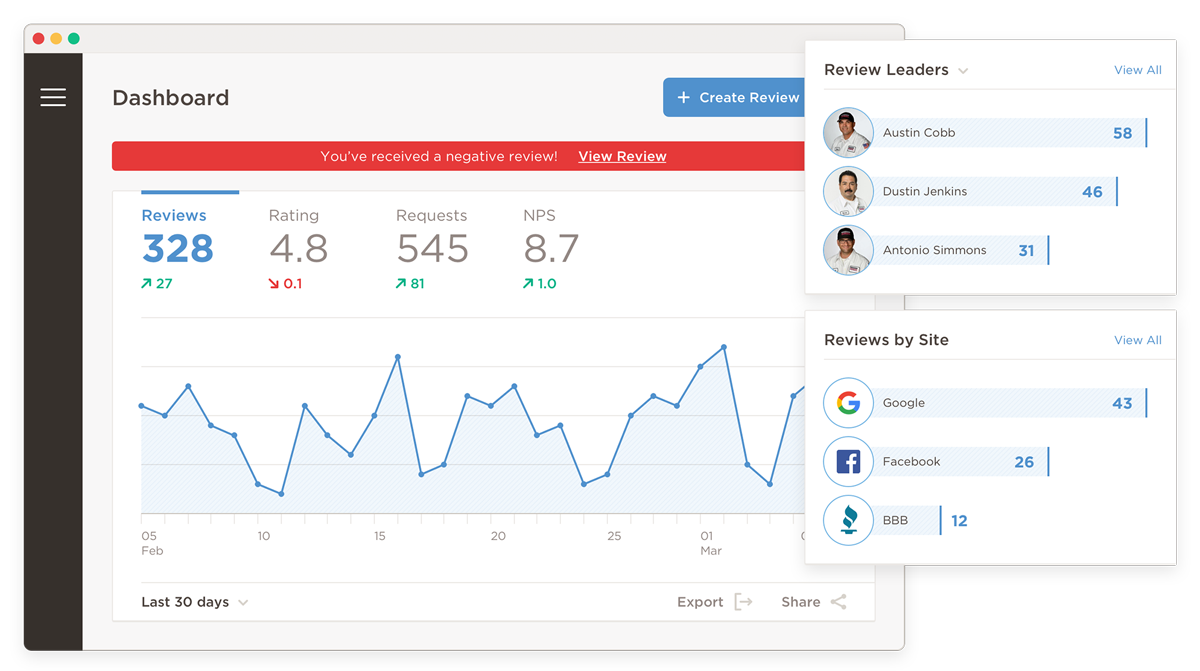 Dashboard
+ Create Review
You've received a negative review! View Review
Reviews
328
27
Rating
4.8
0.1
Requests
545
81
NPS
8.7
1.0
05 10 15 20 25 01
Feb Mar
Last 30 days
Export
Share
Review Leaders
View All
Austin Cobb 58
Dustin Jenkins 46
Antonio Simmons 31
Reviews by Site
View All
Google 43
Facebook 26
BBB 12